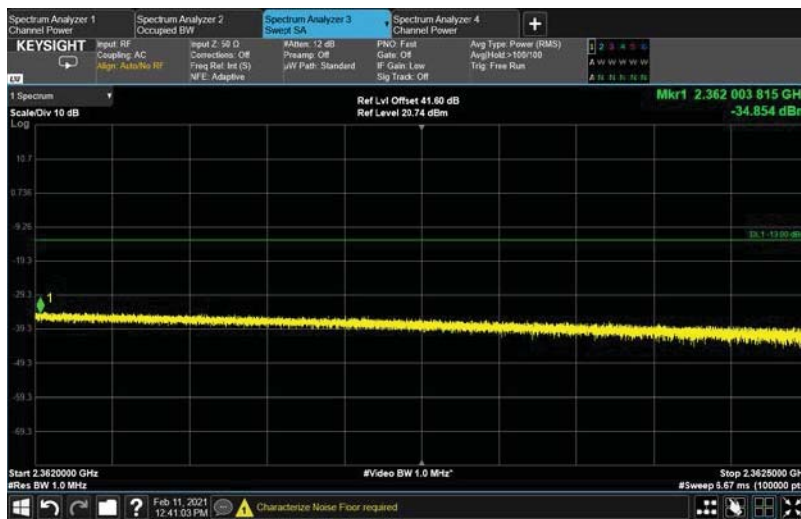 Spectrum Analyzer 1
Channel Power
Spectrum Analyzer 2
Occupied BW
Spectrum Analyzer 3
Swept SA
Spectrum Analyzer 4
Channel Power
+
KEYSIGHT
Input: RF
Coupling: AC
Align: Auto/No RF
Input Z: 50 Ω
Corrections: Off
Freq Ref: Int (S)
NFE: Adaptive
#Atten: 12 dB
Preamp: Off
µW Path: Standard
PNO: Fast
Gate: Off
IF Gain: Low
Sig Track: Off
Avg Type: Power (RMS)
Avg|Hold >100/100
Trig: Free Run
1 2 3 4 5 6
A W W W W W
A N N N N N
1 Spectrum
Scale/Div 10 dB
Ref Lvl Offset 41.60 dB
Ref Level 20.74 dBm
Mkr1 2.362 003 815 GH
-34.854 dB
Log
10.7
0.736
-9.26
DL1 -13.00 dB
-19.3
-29.3
1
-39.3
-49.3
-59.3
-69.3
Start 2.3620000 GHz
#Res BW 1.0 MHz
#Video BW 1.0 MHz*
Stop 2.3625000 GHz
#Sweep 6.67 ms (100000 pt
?
Feb 11, 2021
12:41:03 PM
Characterize Noise Floor required